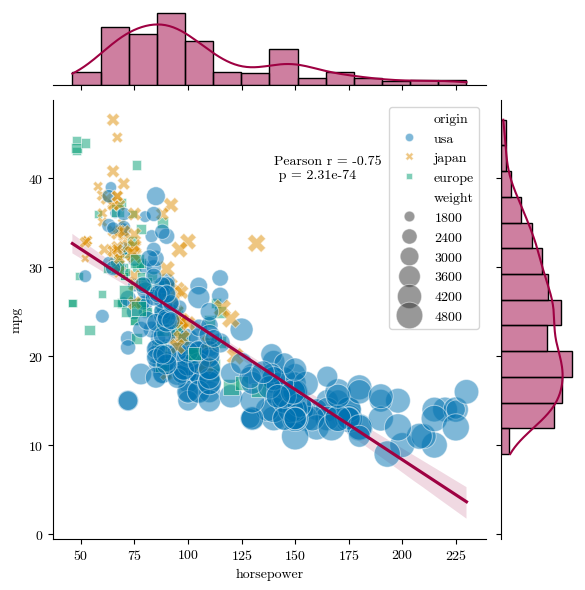 origin
usa
japan
europe
weight
1800
2400
3000
3600
4200
4800
Pearson r = -0.75
p = 2.31e-74
40
30
20
10
0
mpg
50 75 100 125 150 175 200 225
horsepower